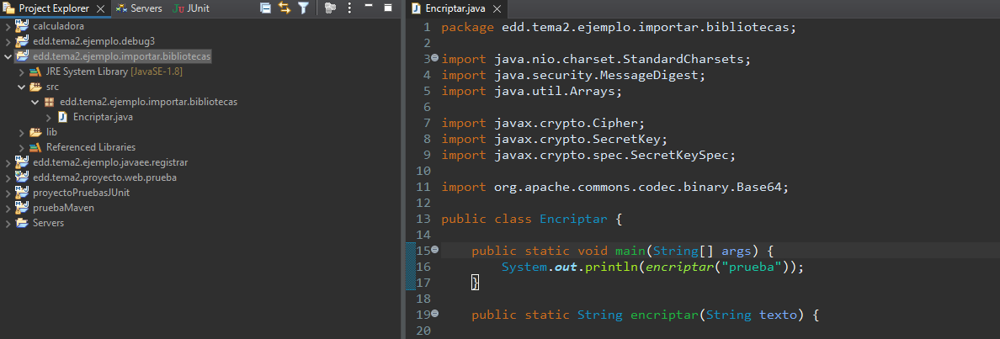 Project Explorer
Servers
JUnit
calculadora
edd.tema2.ejemplo.debug3
edd.tema2.ejemplo.importar.bibliotecas
JRE System Library [JavaSE-1.8]
src
edd.tema2.ejemplo.importar.bibliotecas
Encriptar.java
lib
Referenced Libraries
edd.tema2.ejemplo.javaee.registrar
edd.tema2.proyecto.web.prueba
proyectoPruebasJUnit
pruebaMaven
Servers
Encriptar.java
1 package edd.tema2.ejemplo.importar.bibliotecas;
2
3 import java.nio.charset.StandardCharsets;
4 import java.security.MessageDigest;
5 import java.util.Arrays;
6
7 import javax.crypto.Cipher;
8 import javax.crypto.SecretKey;
9 import javax.crypto.spec.SecretKeySpec;
10
11 import org.apache.commons.codec.binary.Base64;
12
13 public class Encriptar {
14
15 public static void main(String[] args) {
16 System.out.println(encriptar("prueba"));
17 }
18
19 public static String encriptar(String texto) {
20